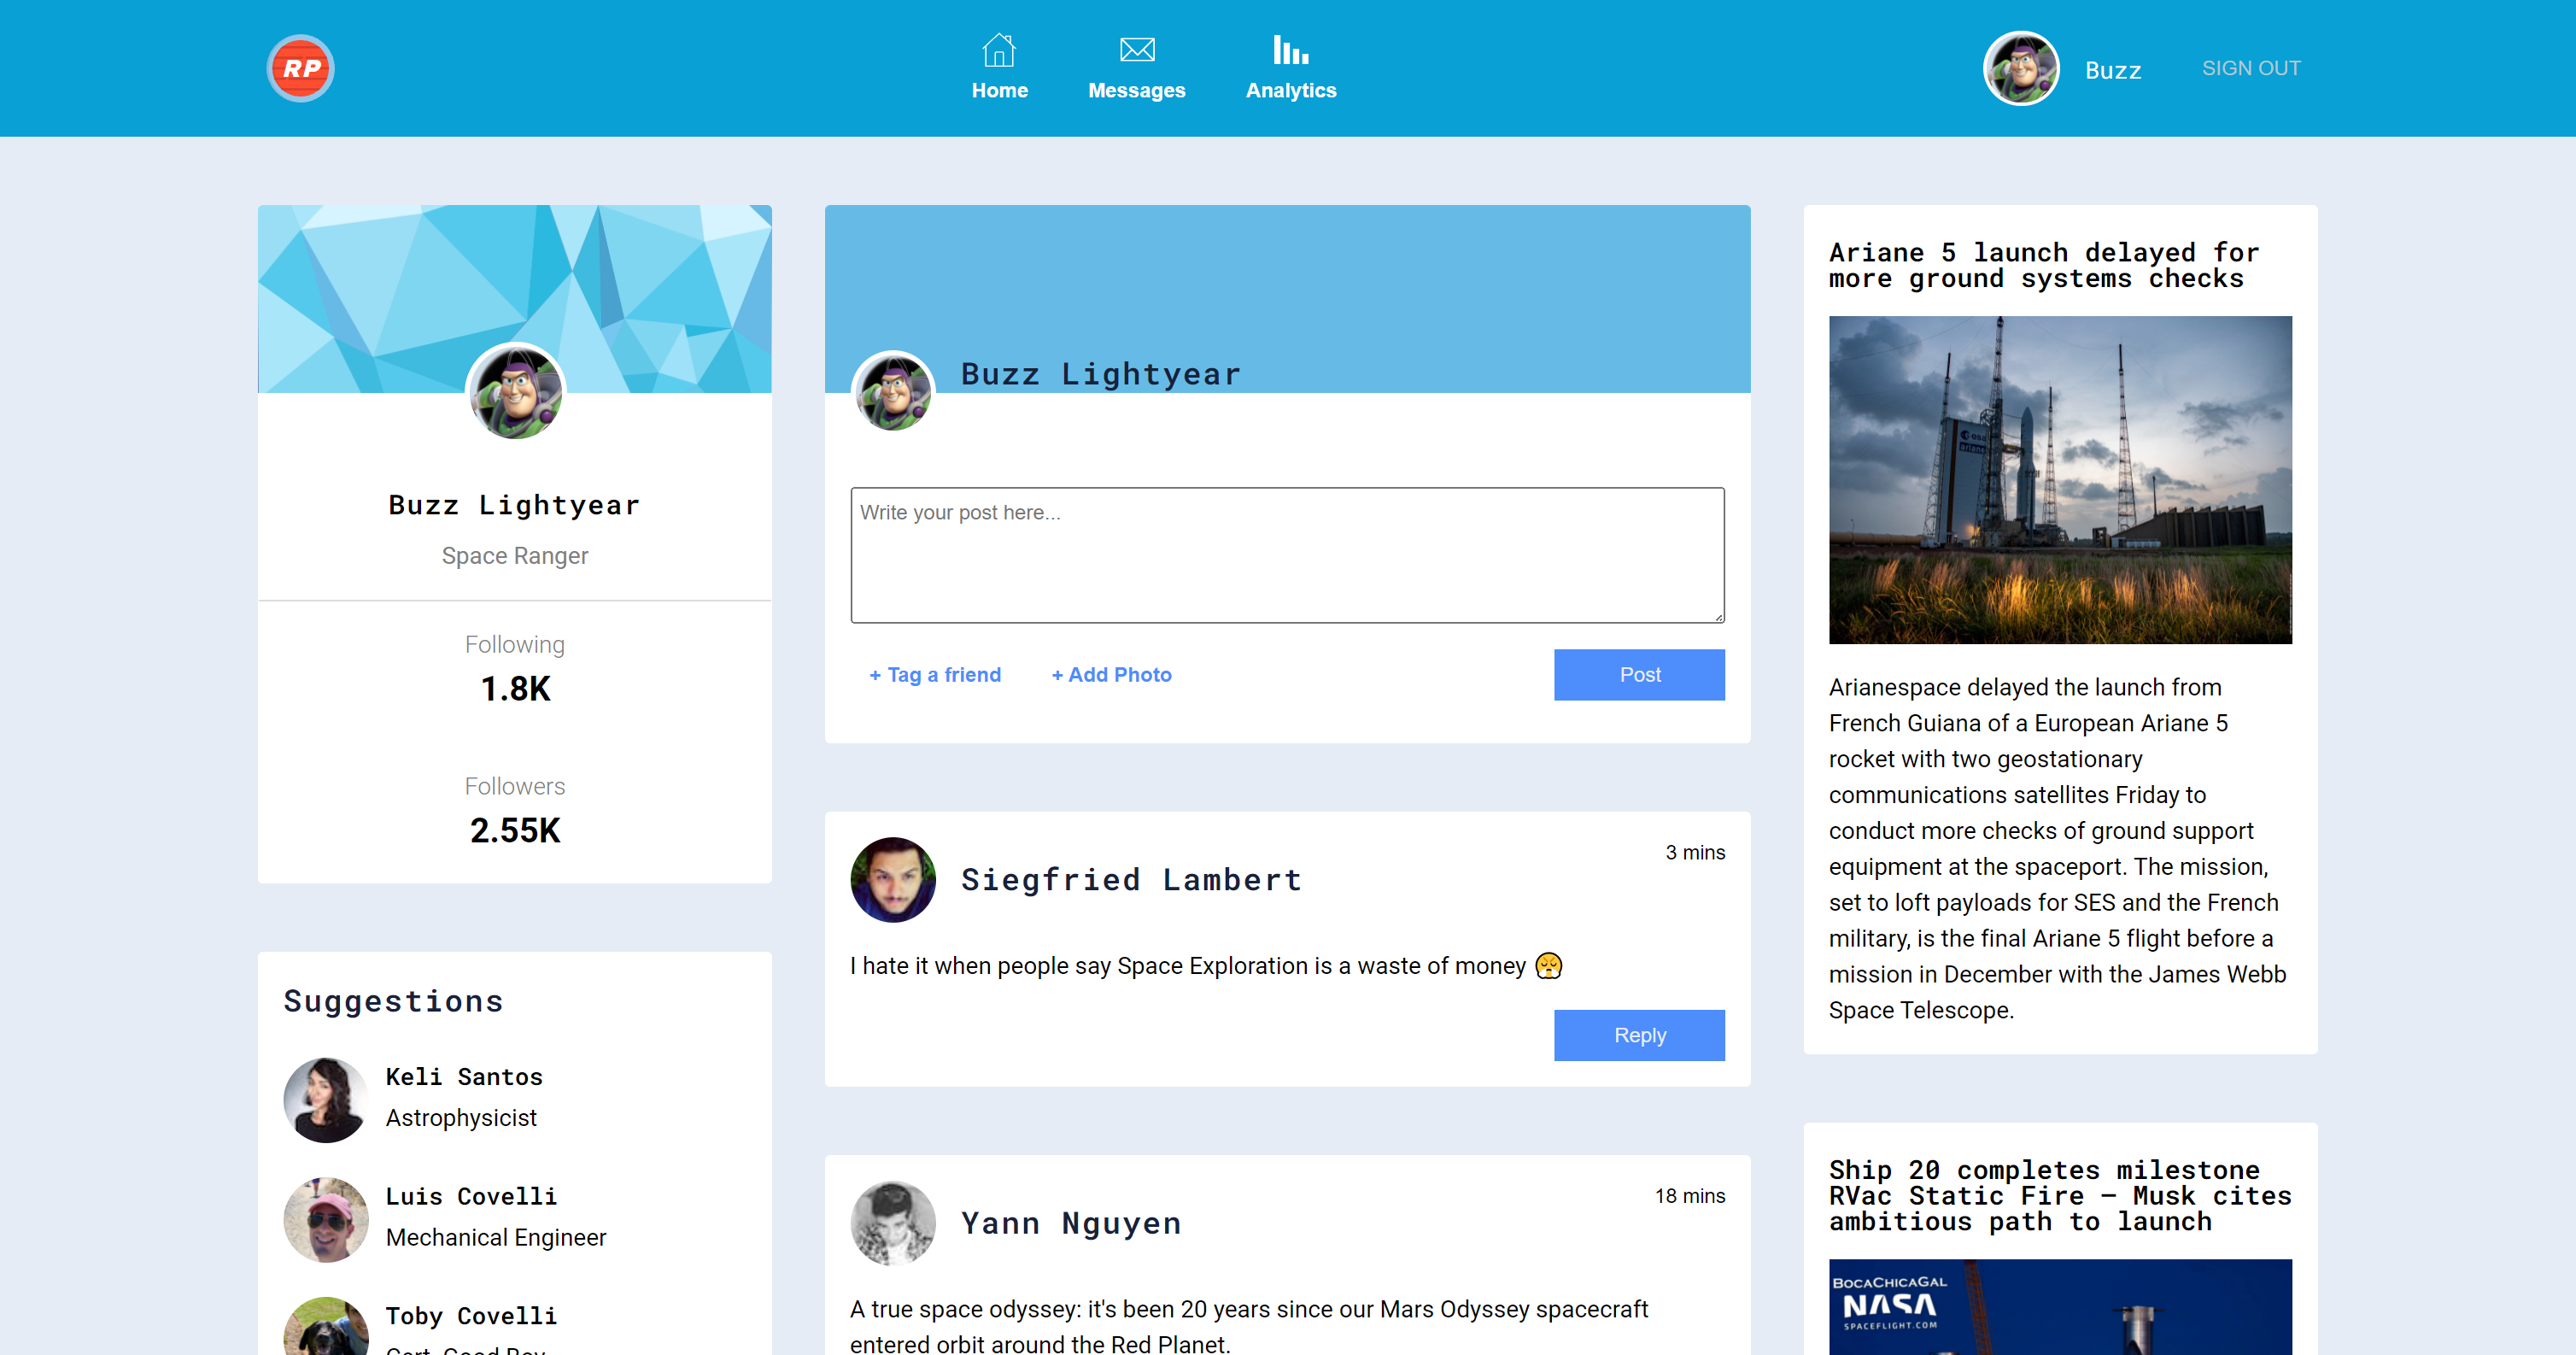 RP
Home
Messages
Analytics
Buzz
SIGN OUT
Buzz Lightyear
Space Ranger
Following
1.8K
Followers
2.55K
Suggestions
Keli Santos
Astrophysicist
Luis Covelli
Mechanical Engineer
Toby Covelli
Cert. Good Boy
Buzz Lightyear
Write your post here...
+ Tag a friend
+ Add Photo
Post
Siegfried Lambert
3 mins
I hate it when people say Space Exploration is a waste of money 😤
Reply
Yann Nguyen
18 mins
A true space odyssey: it's been 20 years since our Mars Odyssey spacecraft
entered orbit around the Red Planet.
Ariane 5 launch delayed for
more ground systems checks
esa
ariane
Arianespace delayed the launch from
French Guiana of a European Ariane 5
rocket with two geostationary
communications satellites Friday to
conduct more checks of ground support
equipment at the spaceport. The mission,
set to loft payloads for SES and the French
military, is the final Ariane 5 flight before a
mission in December with the James Webb
Space Telescope.
Ship 20 completes milestone
RVac Static Fire – Musk cites
ambitious path to launch
BOCACHICAGAL
NASA
SPACEFLIGHT.COM